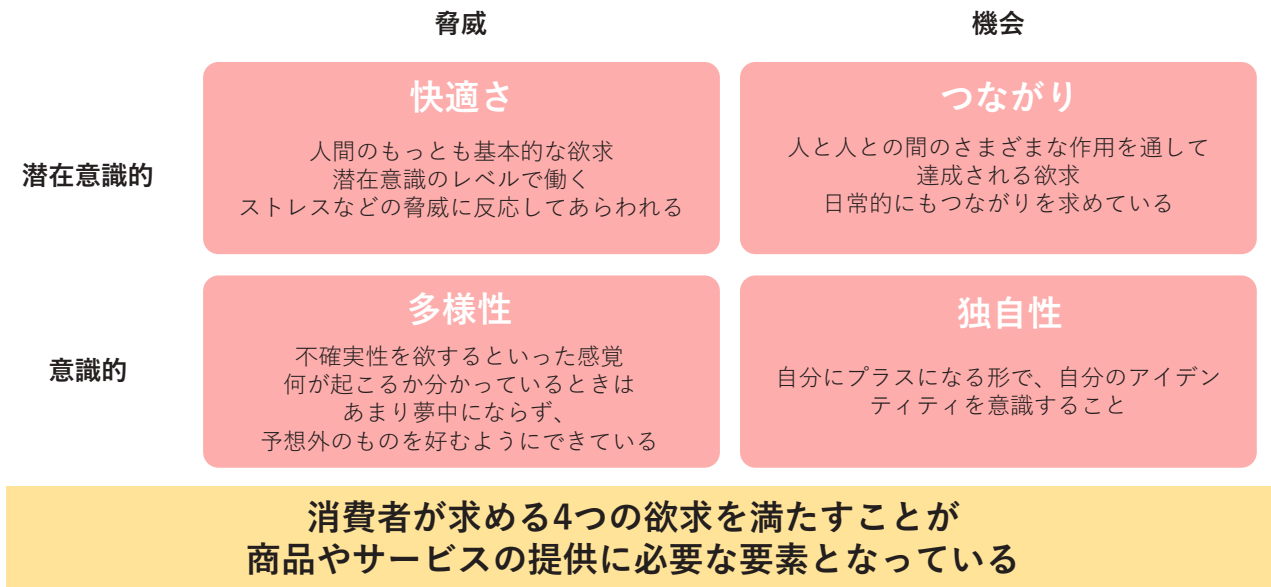 脅威
機会
潜在意識的
快適さ
人間のもっとも基本的な欲求
潜在意識のレベルで働く
ストレスなどの脅威に反応してあらわれる
つながり
人と人との間のさまざまな作用を通して
達成される欲求
日常的にもつながりを求めている
意識的
多様性
不確実性を欲するといった感覚
何が起こるか分かっているときは
あまり夢中にならず、
予想外のものを好むようにできている
独自性
自分にプラスになる形で、自分のアイデン
ティティを意識すること
消費者が求める4つの欲求を満たすことが
商品やサービスの提供に必要な要素となっている